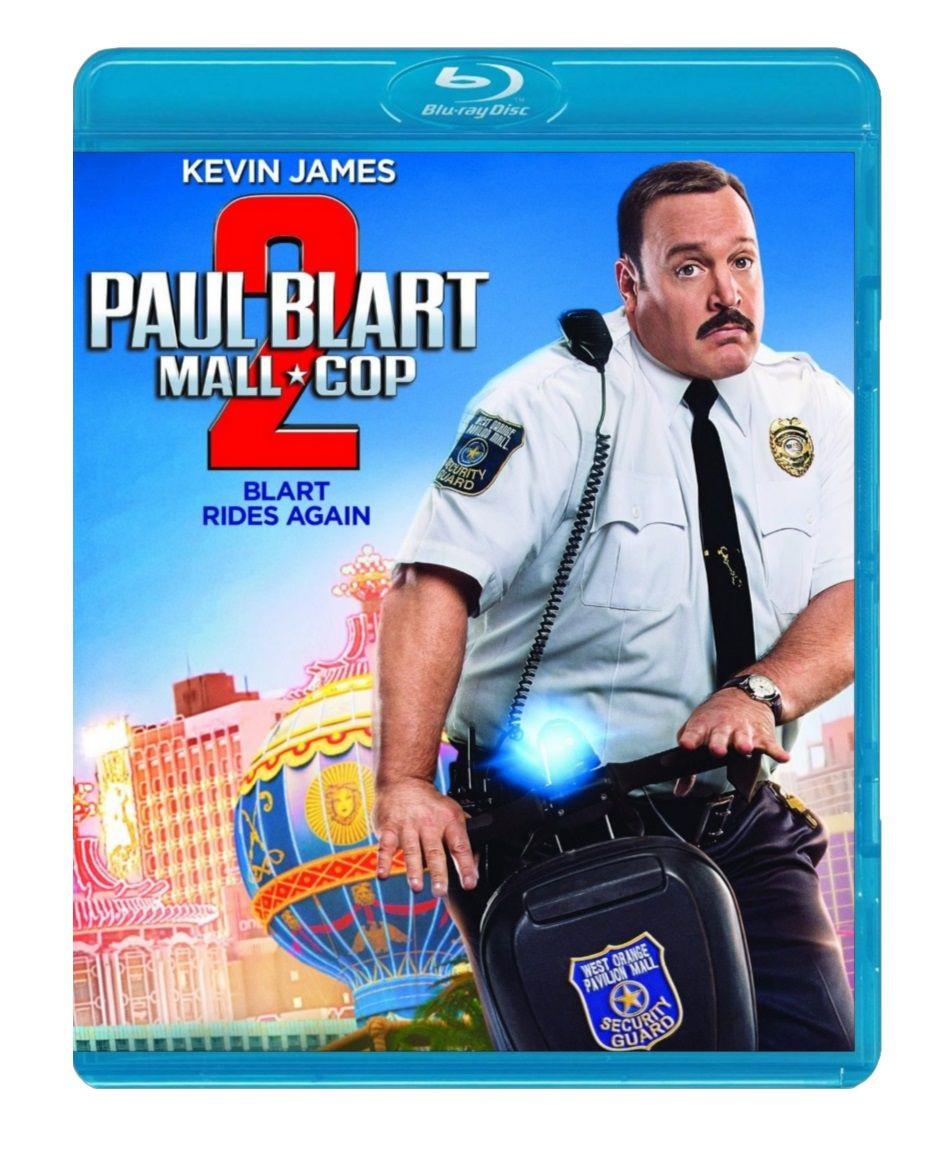 Blu-ray Disc
KEVIN JAMES
2
PAUL BLART
MALL★COP
BLART
RIDES AGAIN
WEST ORANGE
PAVILION MALL
SECURITY
GUARD
WEST ORANGE
PAVILION MALL
SECURITY
GUARD